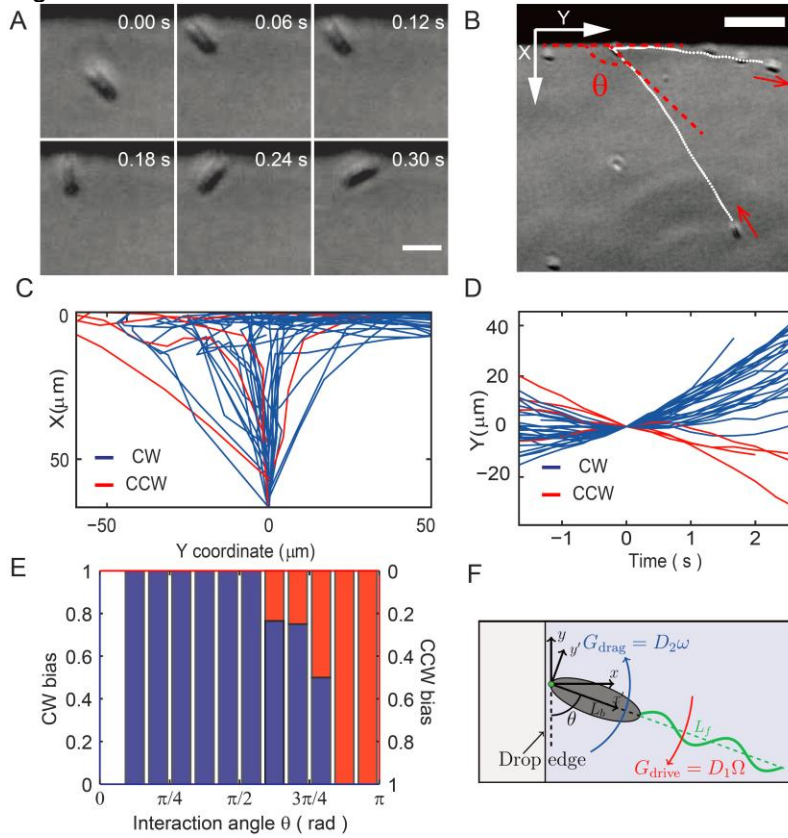 A
0.00 s
0.06 s
0.12 s
0.18 s
0.24 s
0.30 s
B
Y
X
θ
C
0
50
X(μm)
CW
CCW
−50
0
50
Y coordinate (μm)
D
40
20
0
−20
Y(μm)
CW
CCW
−1
0
1
2
Time ( s )
E
1
0.8
0.6
0.4
0.2
0
CW bias
0
0.2
0.4
0.6
0.8
1
CCW bias
0
π/4
π/2
3π/4
π
Interaction angle θ ( rad )
F
y
y'
G_drag = D_2ω
x
x'
L_b
θ
L_f
Drop edge
G_drive = D_1Ω